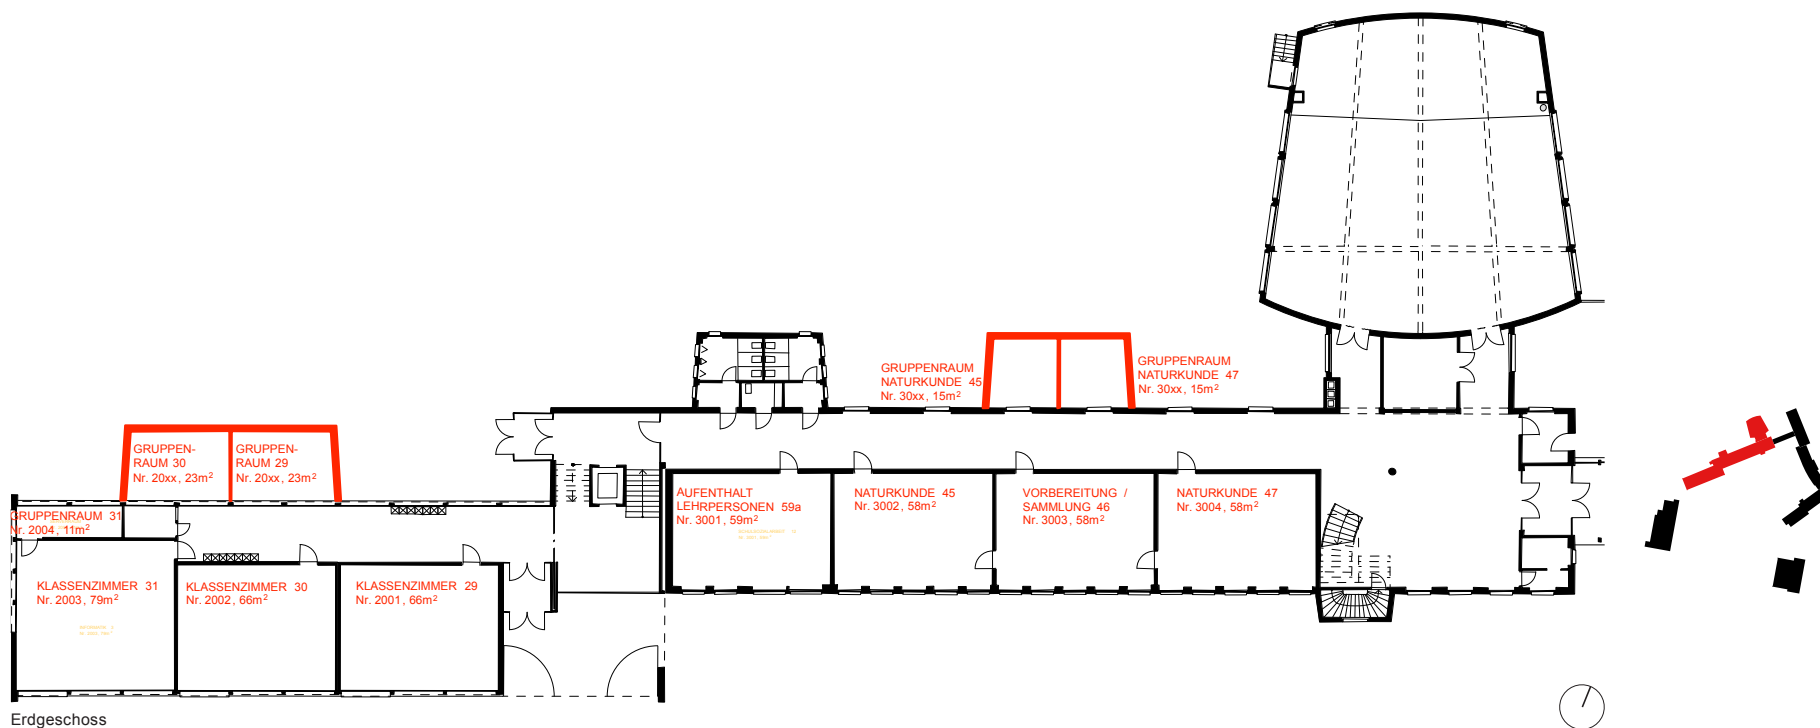 GRUPPENRAUM
NATURKUNDE 45
Nr. 30xx, 15m²
GRUPPENRAUM
NATURKUNDE 47
Nr. 30xx, 15m²
GRUPPEN-
RAUM 30
Nr. 20xx, 23m²
GRUPPEN-
RAUM 29
Nr. 20xx, 23m²
GRUPPENRAUM 31
Nr. 2004, 11m²
AUFENTHALT
LEHRPERSONEN 59a
Nr. 3001, 59m²
NATURKUNDE 45
Nr. 3002, 58m²
VORBEREITUNG /
SAMMLUNG 46
Nr. 3003, 58m²
NATURKUNDE 47
Nr. 3004, 58m²
KLASSENZIMMER 31
Nr. 2003, 79m²
KLASSENZIMMER 30
Nr. 2002, 66m²
KLASSENZIMMER 29
Nr. 2001, 66m²
Erdgeschoss